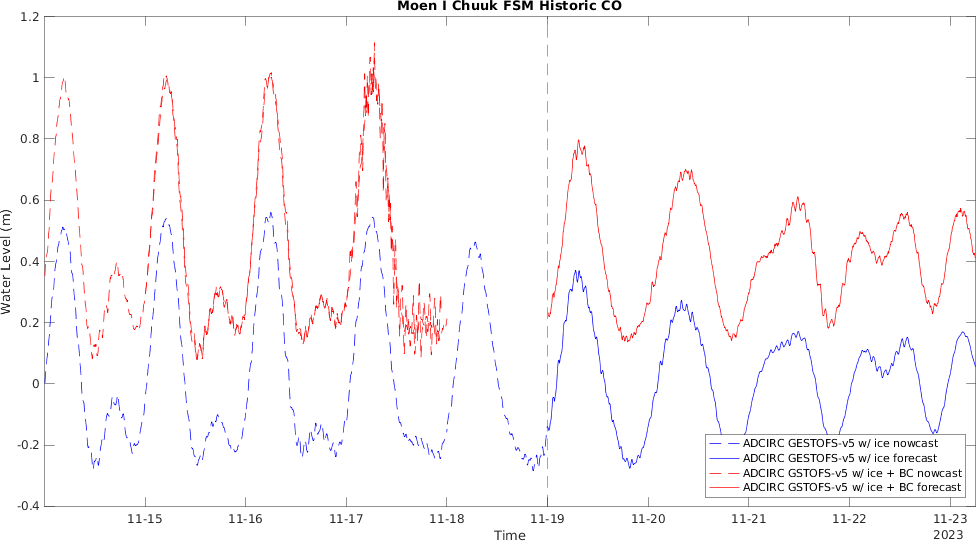 Moen I Chuuk FSM Historic CO
Water Level (m)
1.2
1
0.8
0.6
0.4
0.2
0
-0.2
-0.4
11-15
11-16
11-17
11-18
11-19
11-20
11-21
11-22
11-23
2023
Time
ADCIRC GESTOFS-v5 w/ ice nowcast
ADCIRC GESTOFS-v5 w/ ice forecast
ADCIRC GSTOFS-v5 w/ ice + BC nowcast
ADCIRC GSTOFS-v5 w/ ice + BC forecast